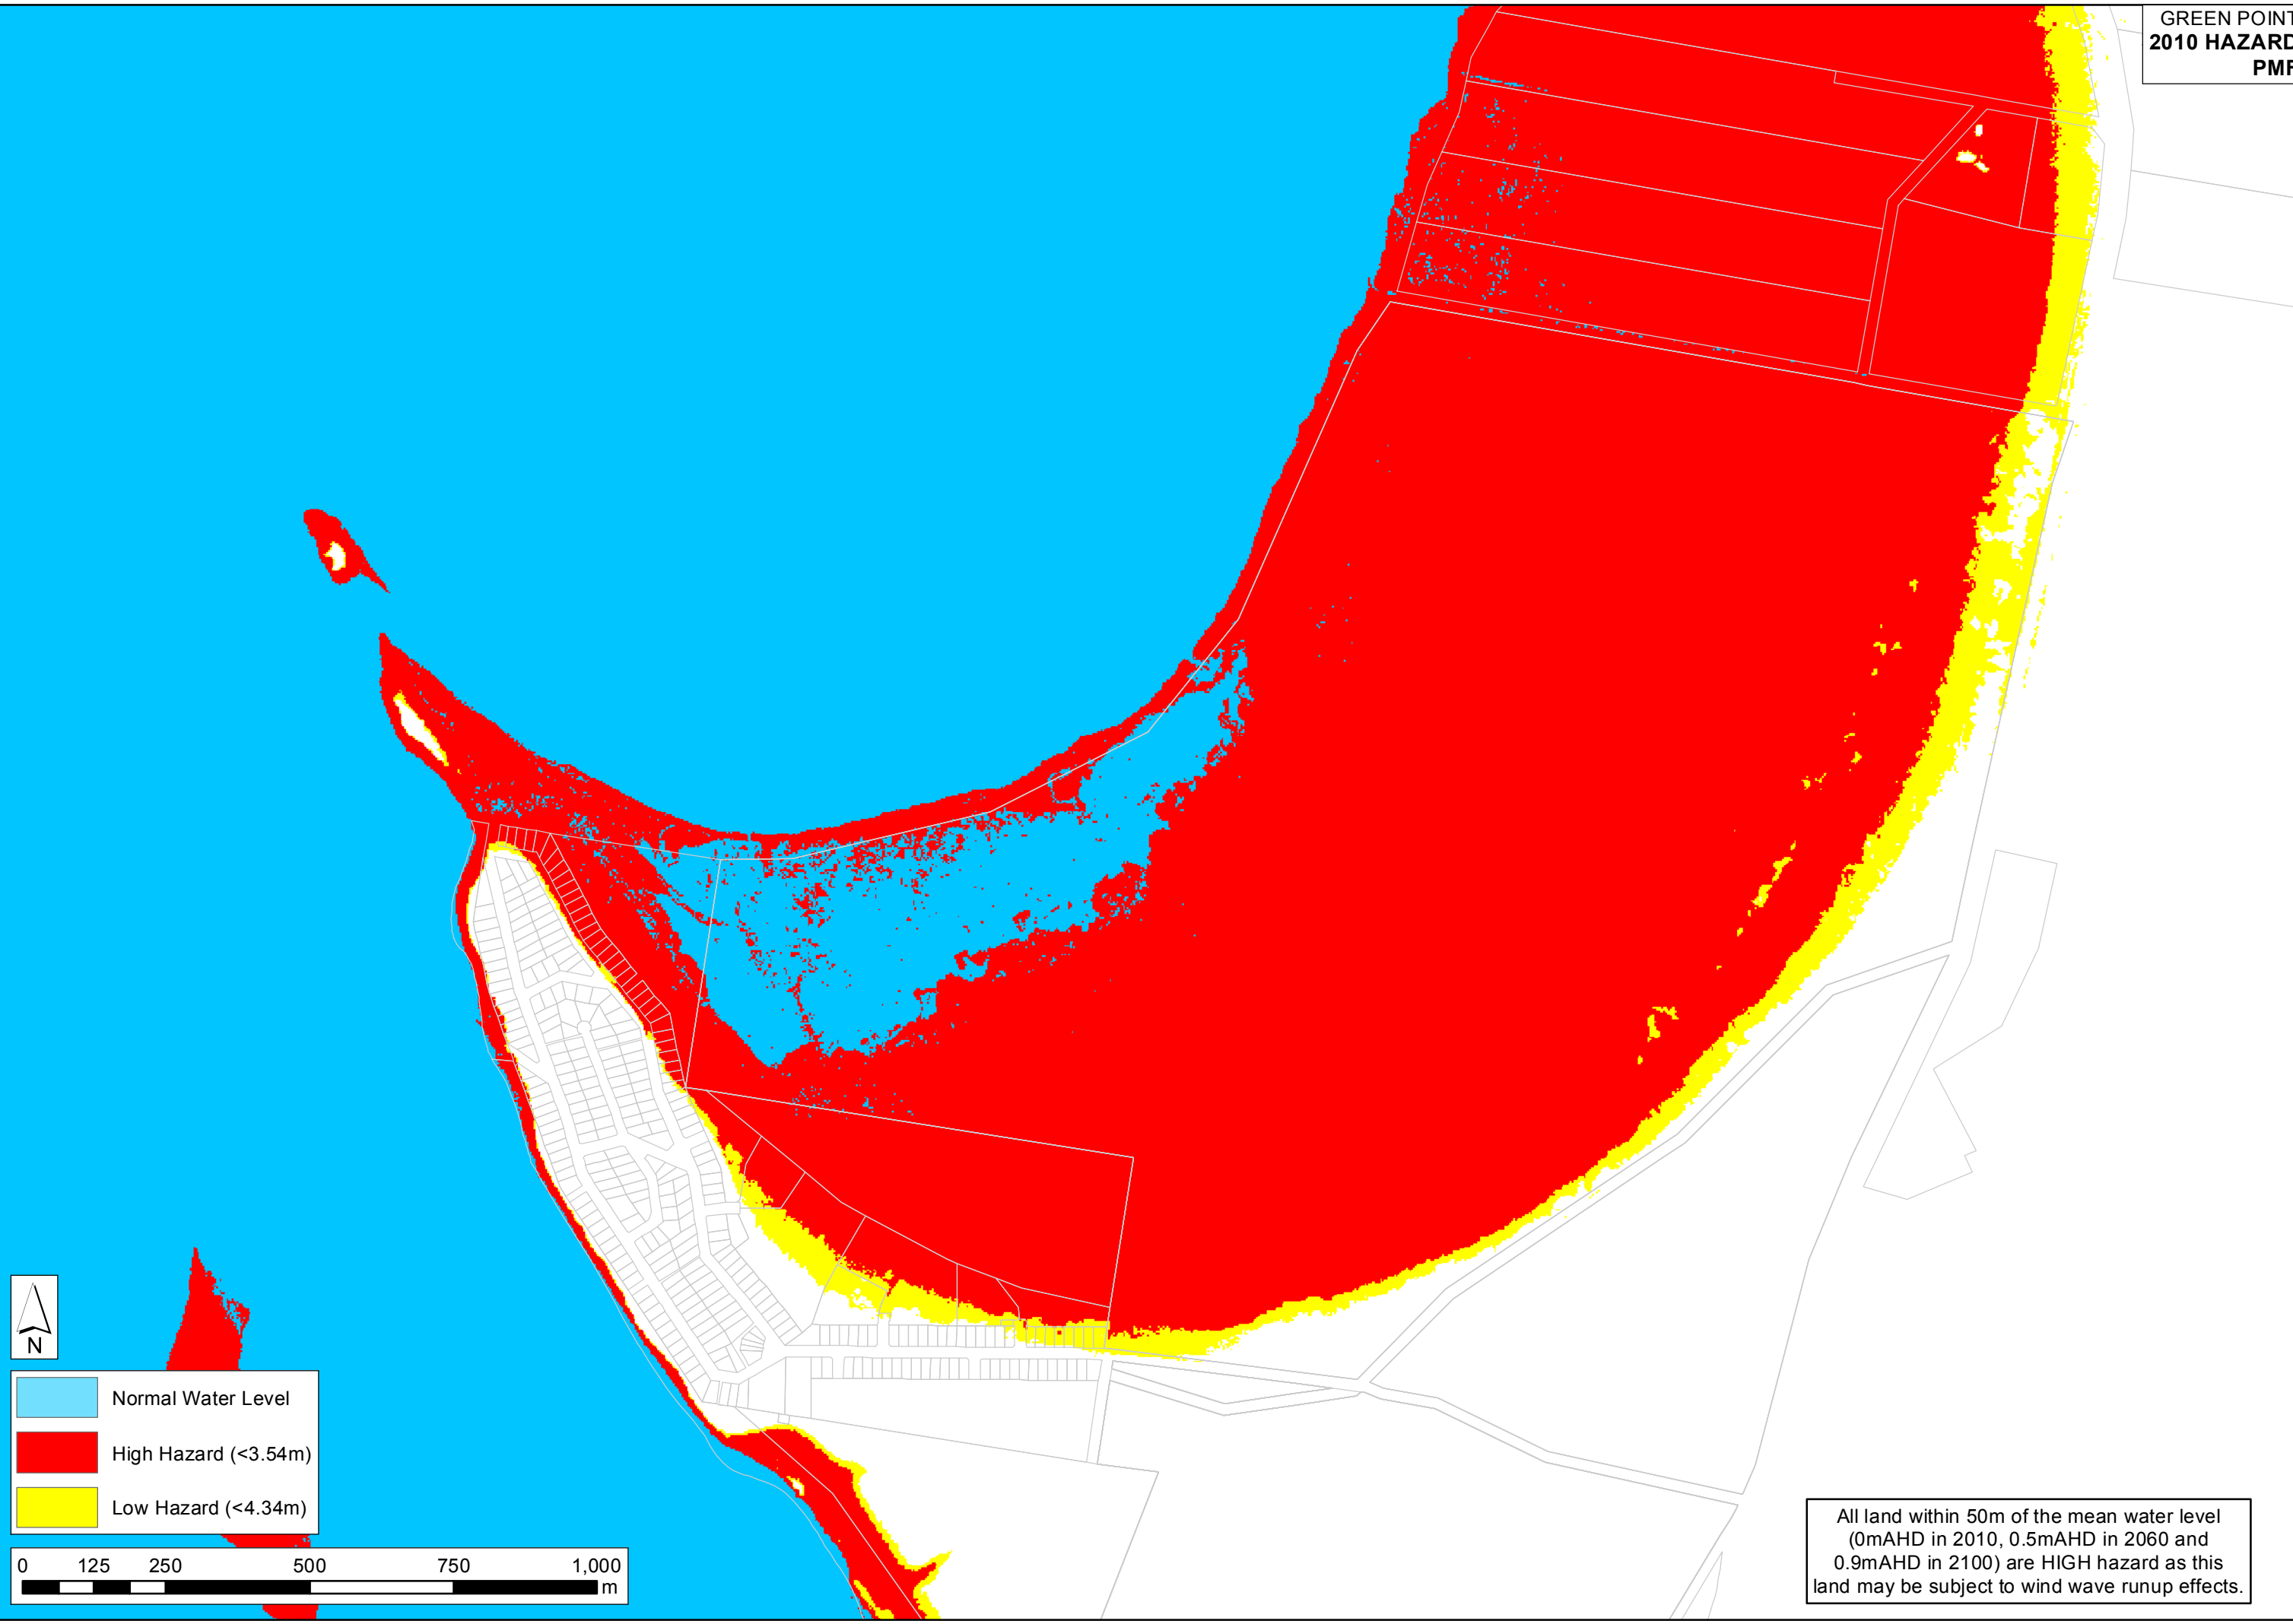 GREEN POINT
2010 HAZARD
PMF
N
Normal Water Level
High Hazard (<3.54m)
Low Hazard (<4.34m)
0 125 250 500 750 1,000
m
All land within 50m of the mean water level
(0mAHD in 2010, 0.5mAHD in 2060 and
0.9mAHD in 2100) are HIGH hazard as this
land may be subject to wind wave runup effects.